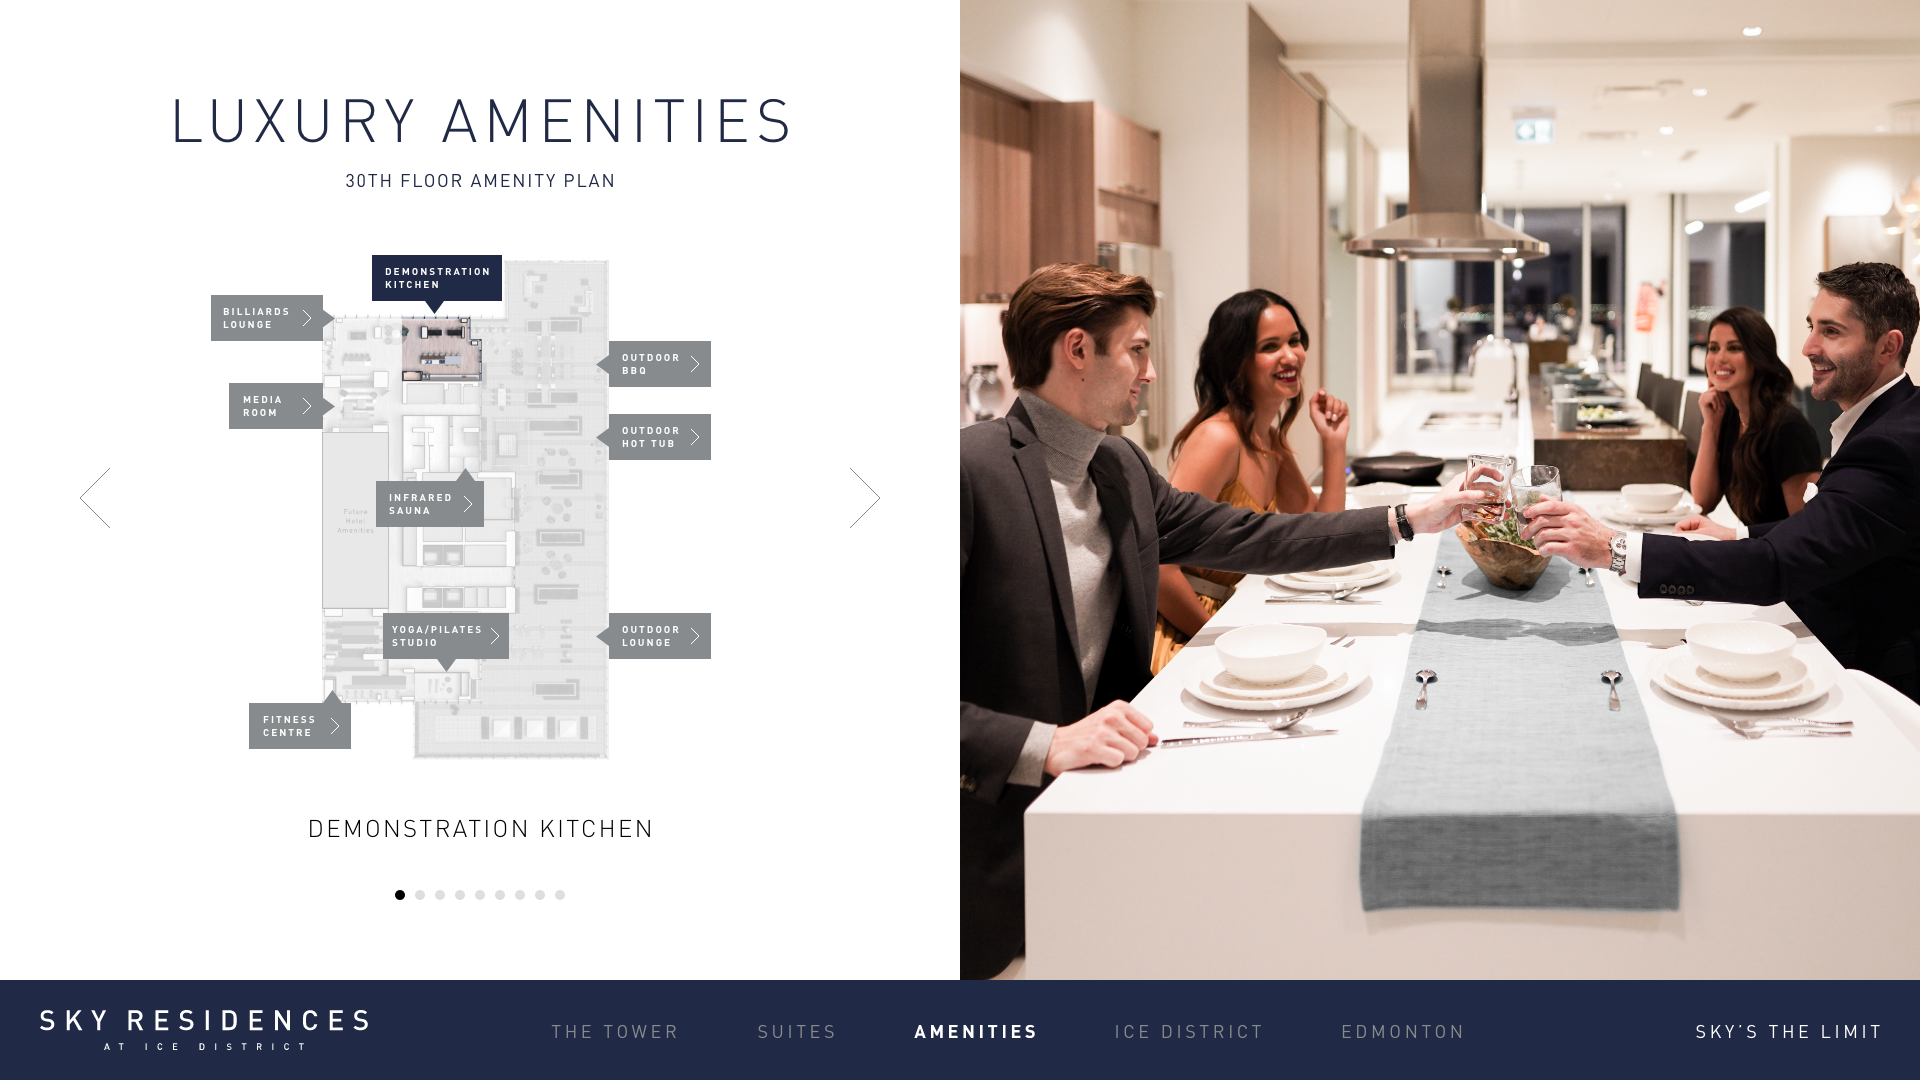 LUXURY AMENITIES
30TH FLOOR AMENITY PLAN
DEMONSTRATION
KITCHEN
BILLIARDS
LOUNGE
OUTDOOR
BBQ
MEDIA
ROOM
OUTDOOR
HOT TUB
INFRARED
SAUNA
Future
Hotel
Amenities
YOGA/PILATES
STUDIO
OUTDOOR
LOUNGE
FITNESS
CENTRE
DEMONSTRATION KITCHEN
SKY RESIDENCES
AT ICE DISTRICT
THE TOWER
SUITES
AMENITIES
ICE DISTRICT
EDMONTON
SKY'S THE LIMIT